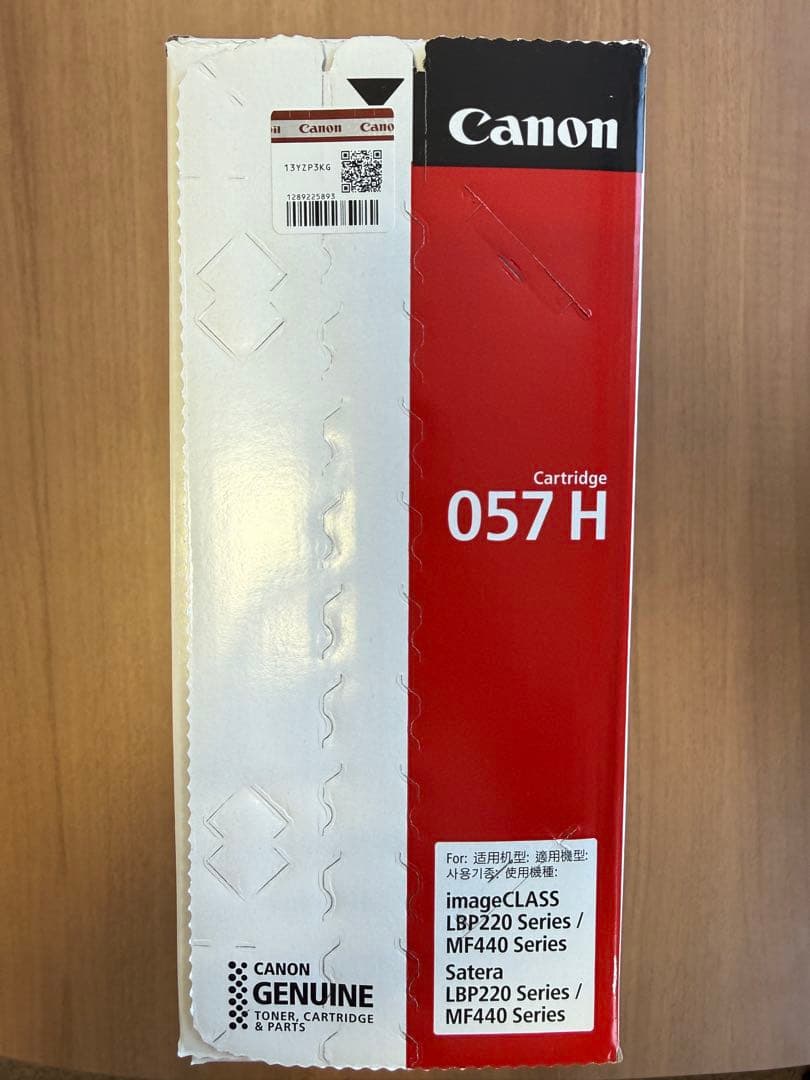 Canon Cano
13YZP3KG
1289225893
Canon
Cartridge
057 H
For: 适用机型: 適用機型:
사용기종: 使用機種:
imageCLASS
LBP220 Series /
MF440 Series
Satera
LBP220 Series /
MF440 Series
CANON
GENUINE
TONER, CARTRIDGE
& PARTS